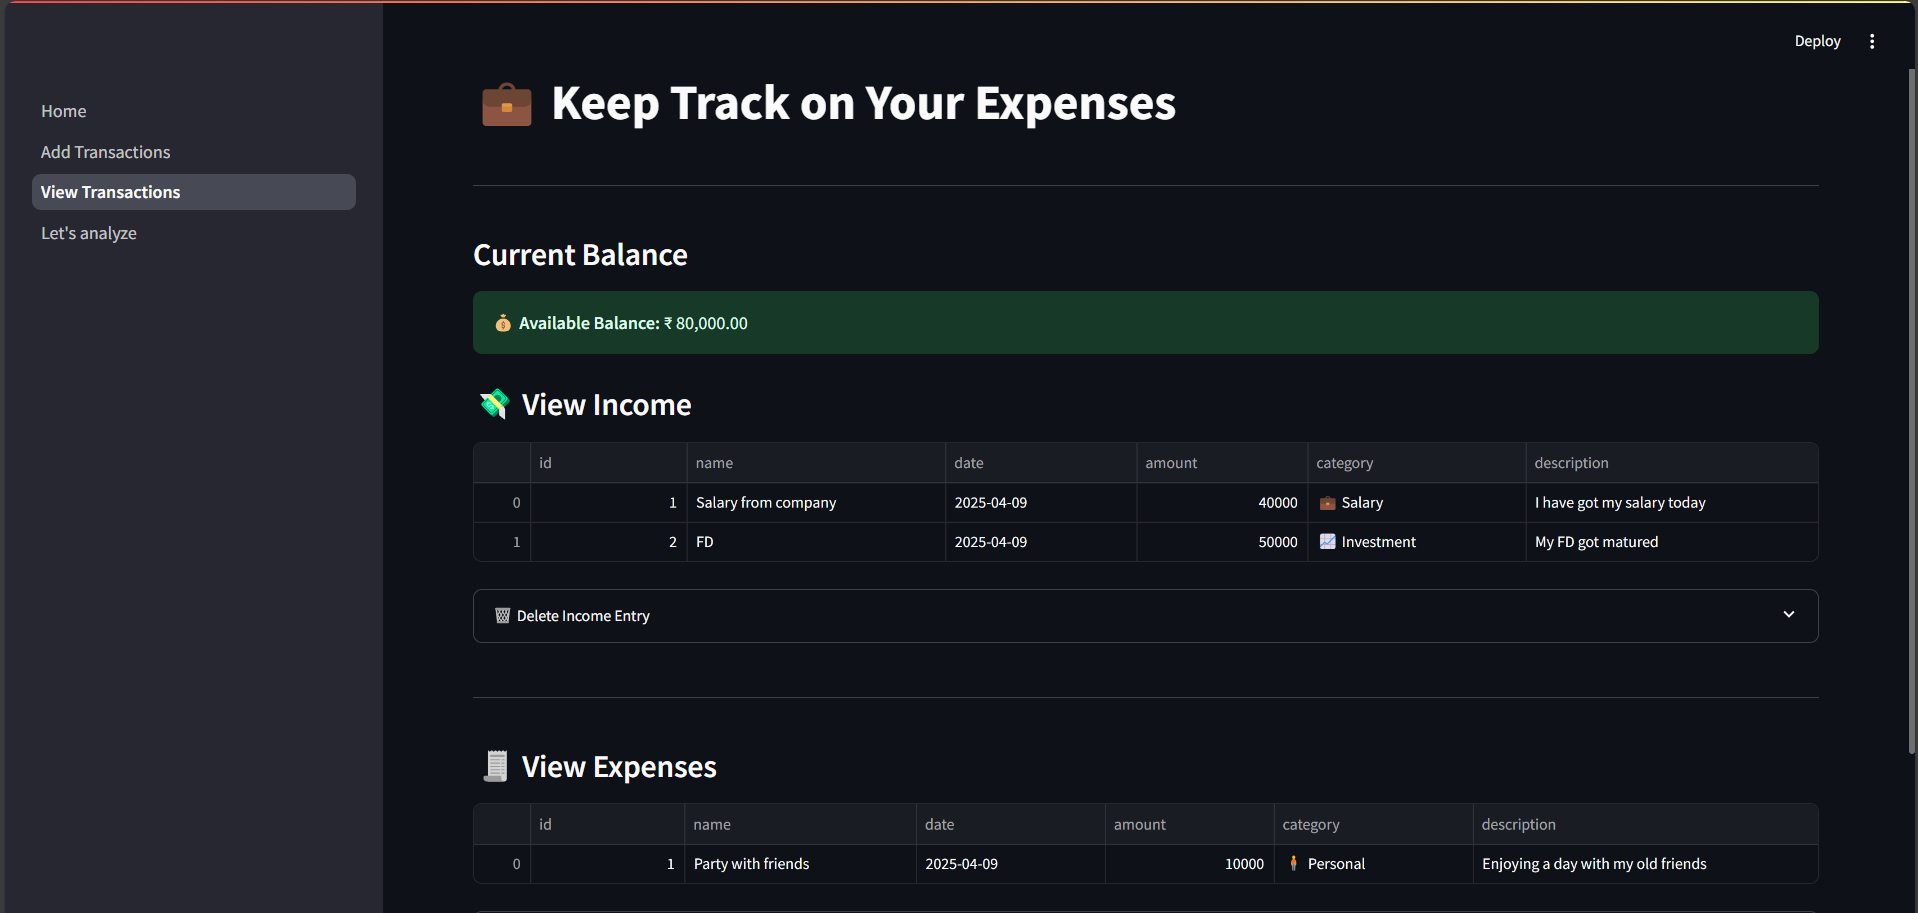 Deploy
Home
Add Transactions
View Transactions
Let's analyze
Keep Track on Your Expenses
Current Balance
Available Balance: ₹ 80,000.00
View Income
id name date amount category description
0 1 Salary from company 2025-04-09 40000 Salary I have got my salary today
1 2 FD 2025-04-09 50000 Investment My FD got matured
Delete Income Entry
View Expenses
id name date amount category description
0 1 Party with friends 2025-04-09 10000 Personal Enjoying a day with my old friends